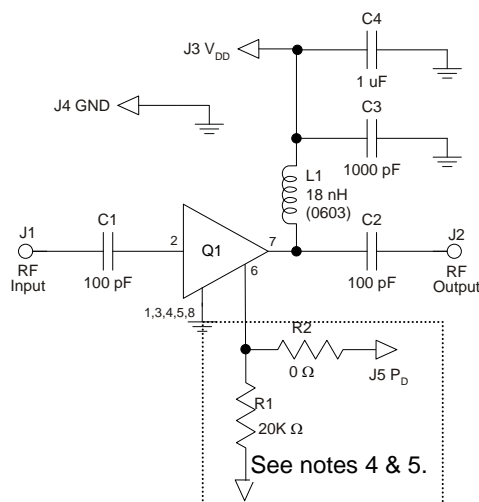 C4
J3 V_DD
1 uF
J4 GND
C3
1000 pF
L1
18 nH
(0603)
J1
C1
C2
J2
2
Q1
7
6
RF
Input
100 pF
100 pF
RF
Output
1,3,4,5,8
R2
0 Ω
J5 P_D
R1
20K Ω
See notes 4 & 5.